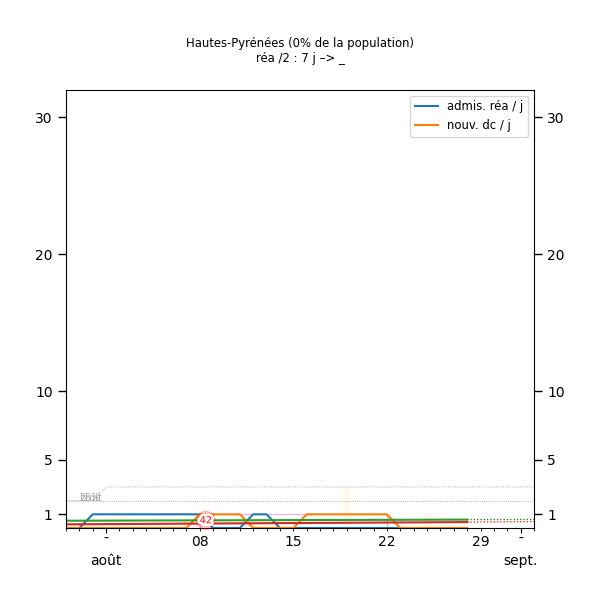 Hautes-Pyrénées (0% de la population)
réa /2 : 7 j –> _
admis. réa / j
nouv. dc / j
30 30
20 20
10 10
5 5
1 1
42
- 08 15 22 29 -
août sept.